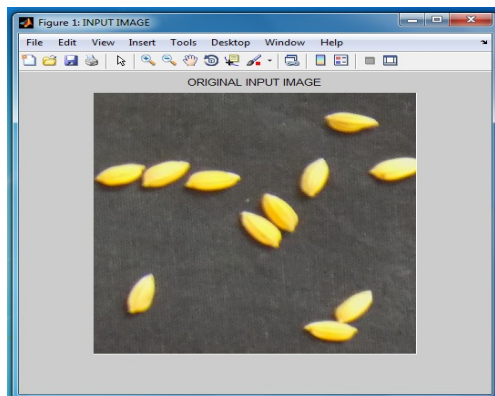 Figure 1: INPUT IMAGE
File Edit View Insert Tools Desktop Window Help
ORIGINAL INPUT IMAGE